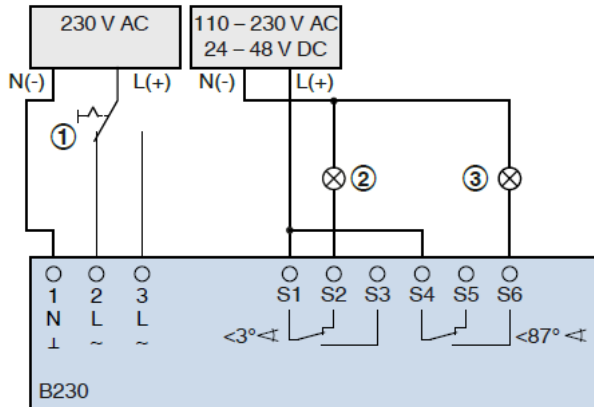 230 V AC
110 – 230 V AC
24 – 48 V DC
N(-) L(+) N(-) L(+)
① ② ③
1 2 3 S1 S2 S3 S4 S5 S6
N L L
<3°∢ <87°∢
⊥ ~ ~
B230